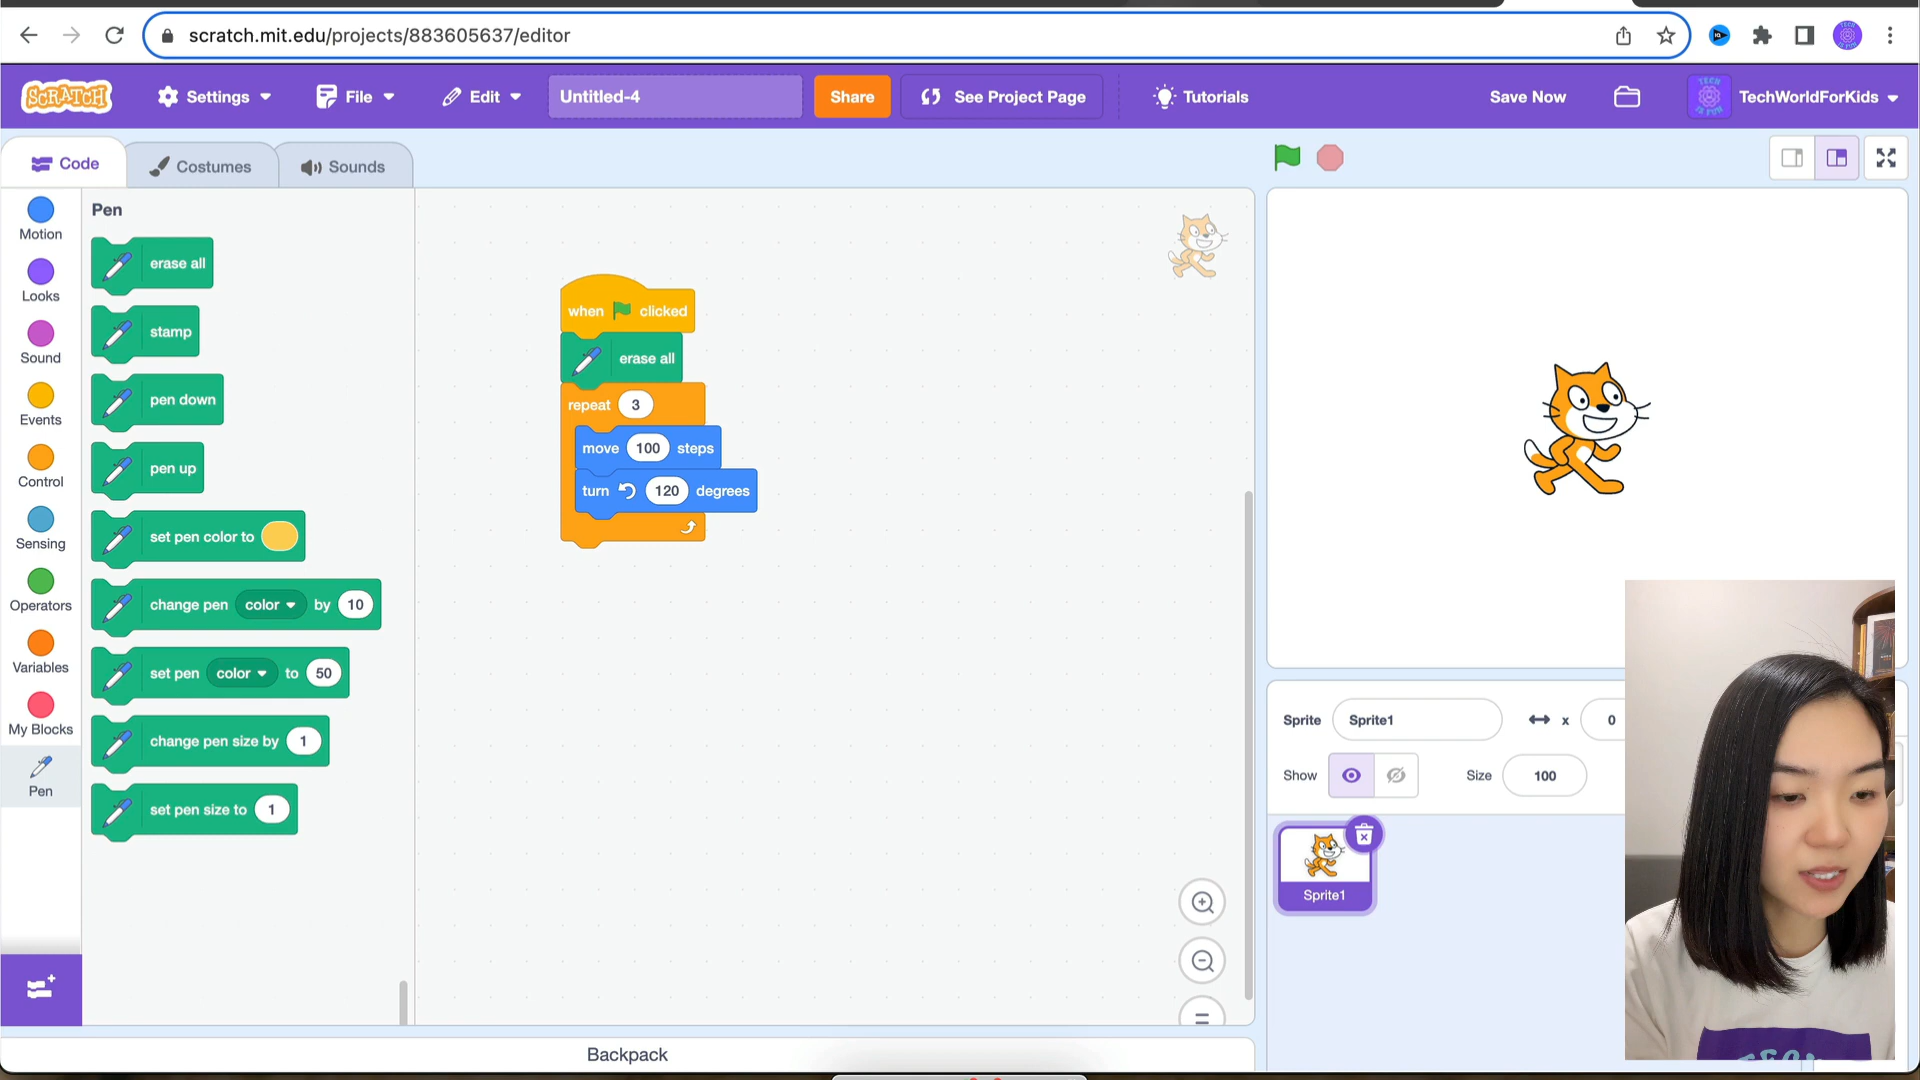 scratch.mit.edu/projects/883605637/editor
SCRATCH
Settings
File
Edit
Untitled-4
Share
See Project Page
Tutorials
Save Now
TechWorldForKids
Code
Costumes
Sounds
Motion
Looks
Sound
Events
Control
Sensing
Operators
Variables
My Blocks
Pen
Pen
erase all
stamp
pen down
pen up
set pen color to
change pen color by 10
set pen color to 50
change pen size by 1
set pen size to 1
when clicked
erase all
repeat 3
move 100 steps
turn 120 degrees
Sprite Sprite1 x 0
Show Size 100
Sprite1
Backpack